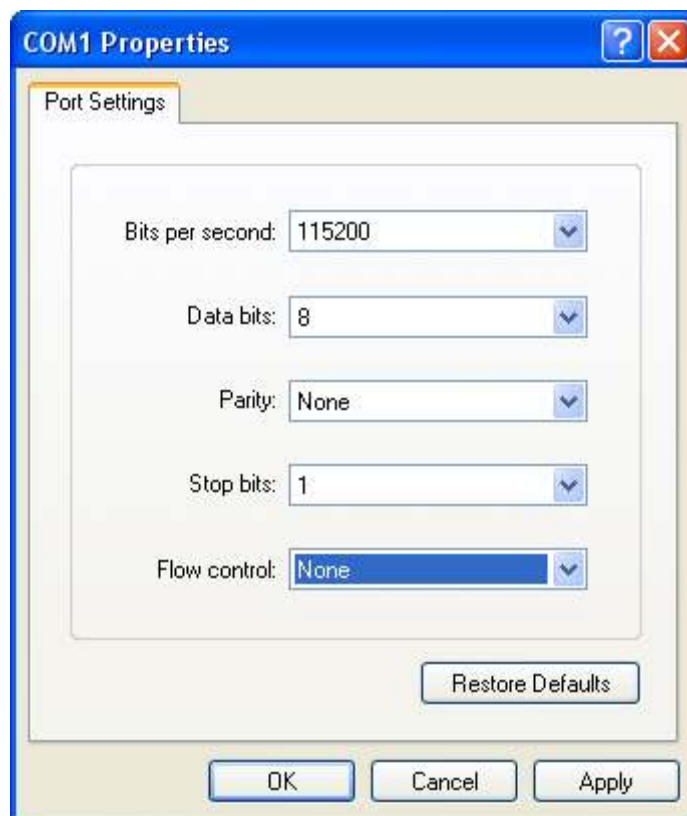 COM1 Properties
?
Port Settings
Bits per second: 115200
Data bits: 8
Parity: None
Stop bits: 1
Flow control: None
Restore Defaults
OK Cancel Apply